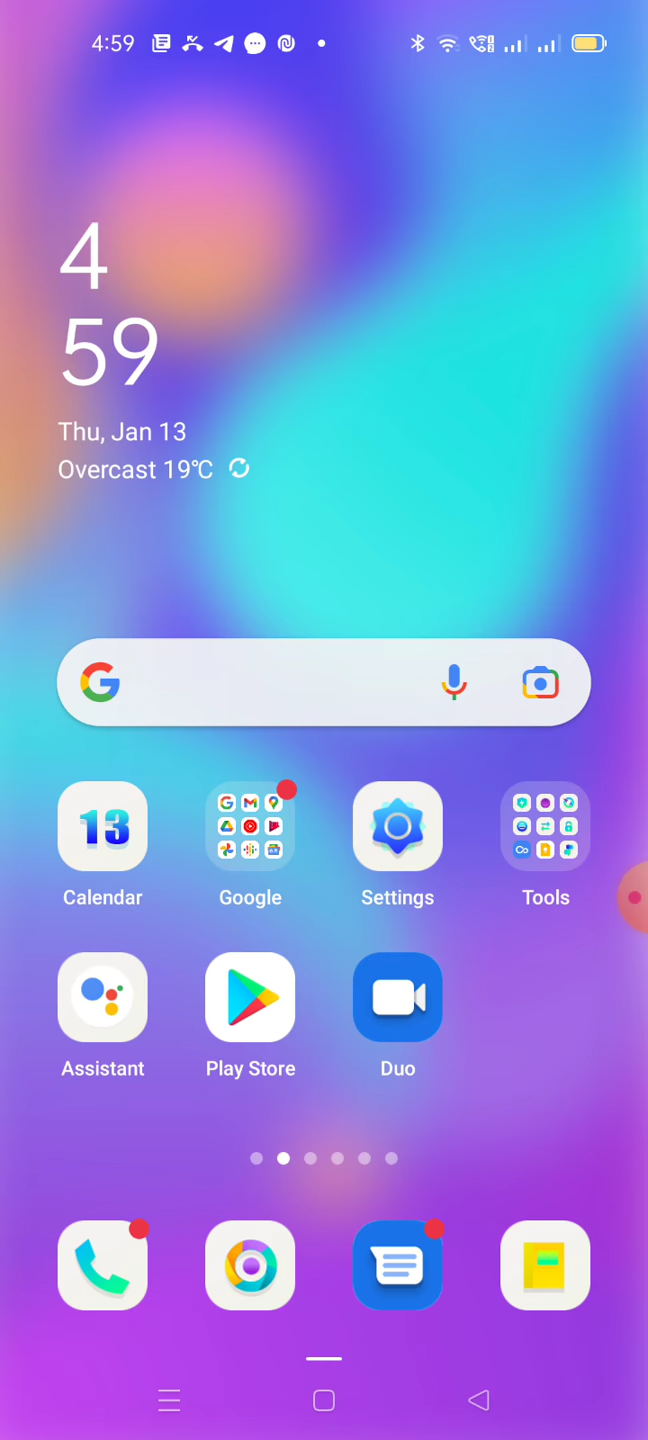 4:59
4
59
Thu, Jan 13
Overcast 19℃
13
Calendar
Google
Settings
Tools
Assistant
Play Store
Duo